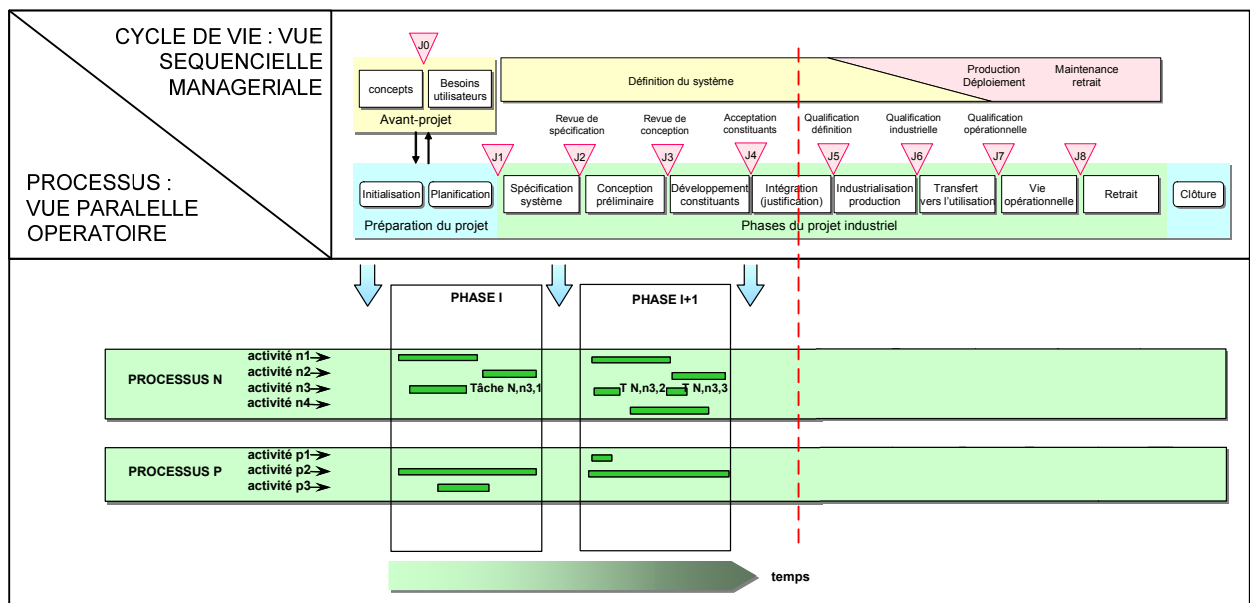 CYCLE DE VIE : VUE
SEQUENCIELLE
MANAGERIALE
PROCESSUS :
VUE PARALELLE
OPERATOIRE
J0
concepts
Besoins
utilisateurs
Avant-projet
Définition du système
Production
Déploiement
Maintenance
retrait
Revue de
spécification
Revue de
conception
Acceptation
constituants
Qualification
définition
Qualification
industrielle
Qualification
opérationnelle
J1
J2
J3
J4
J5
J6
J7
J8
Initialisation
Planification
Spécification
système
Conception
préliminaire
Développement
constituants
Intégration
(justification)
Industrialisation
production
Transfert
vers l'utilisation
Vie
opérationnelle
Retrait
Clôture
Préparation du projet
Phases du projet industriel
PHASE I
PHASE I+1
PROCESSUS N
activité n1
activité n2
activité n3
activité n4
Tâche N,n3,1
T N,n3,2
T N,n3,3
PROCESSUS P
activité p1
activité p2
activité p3
temps